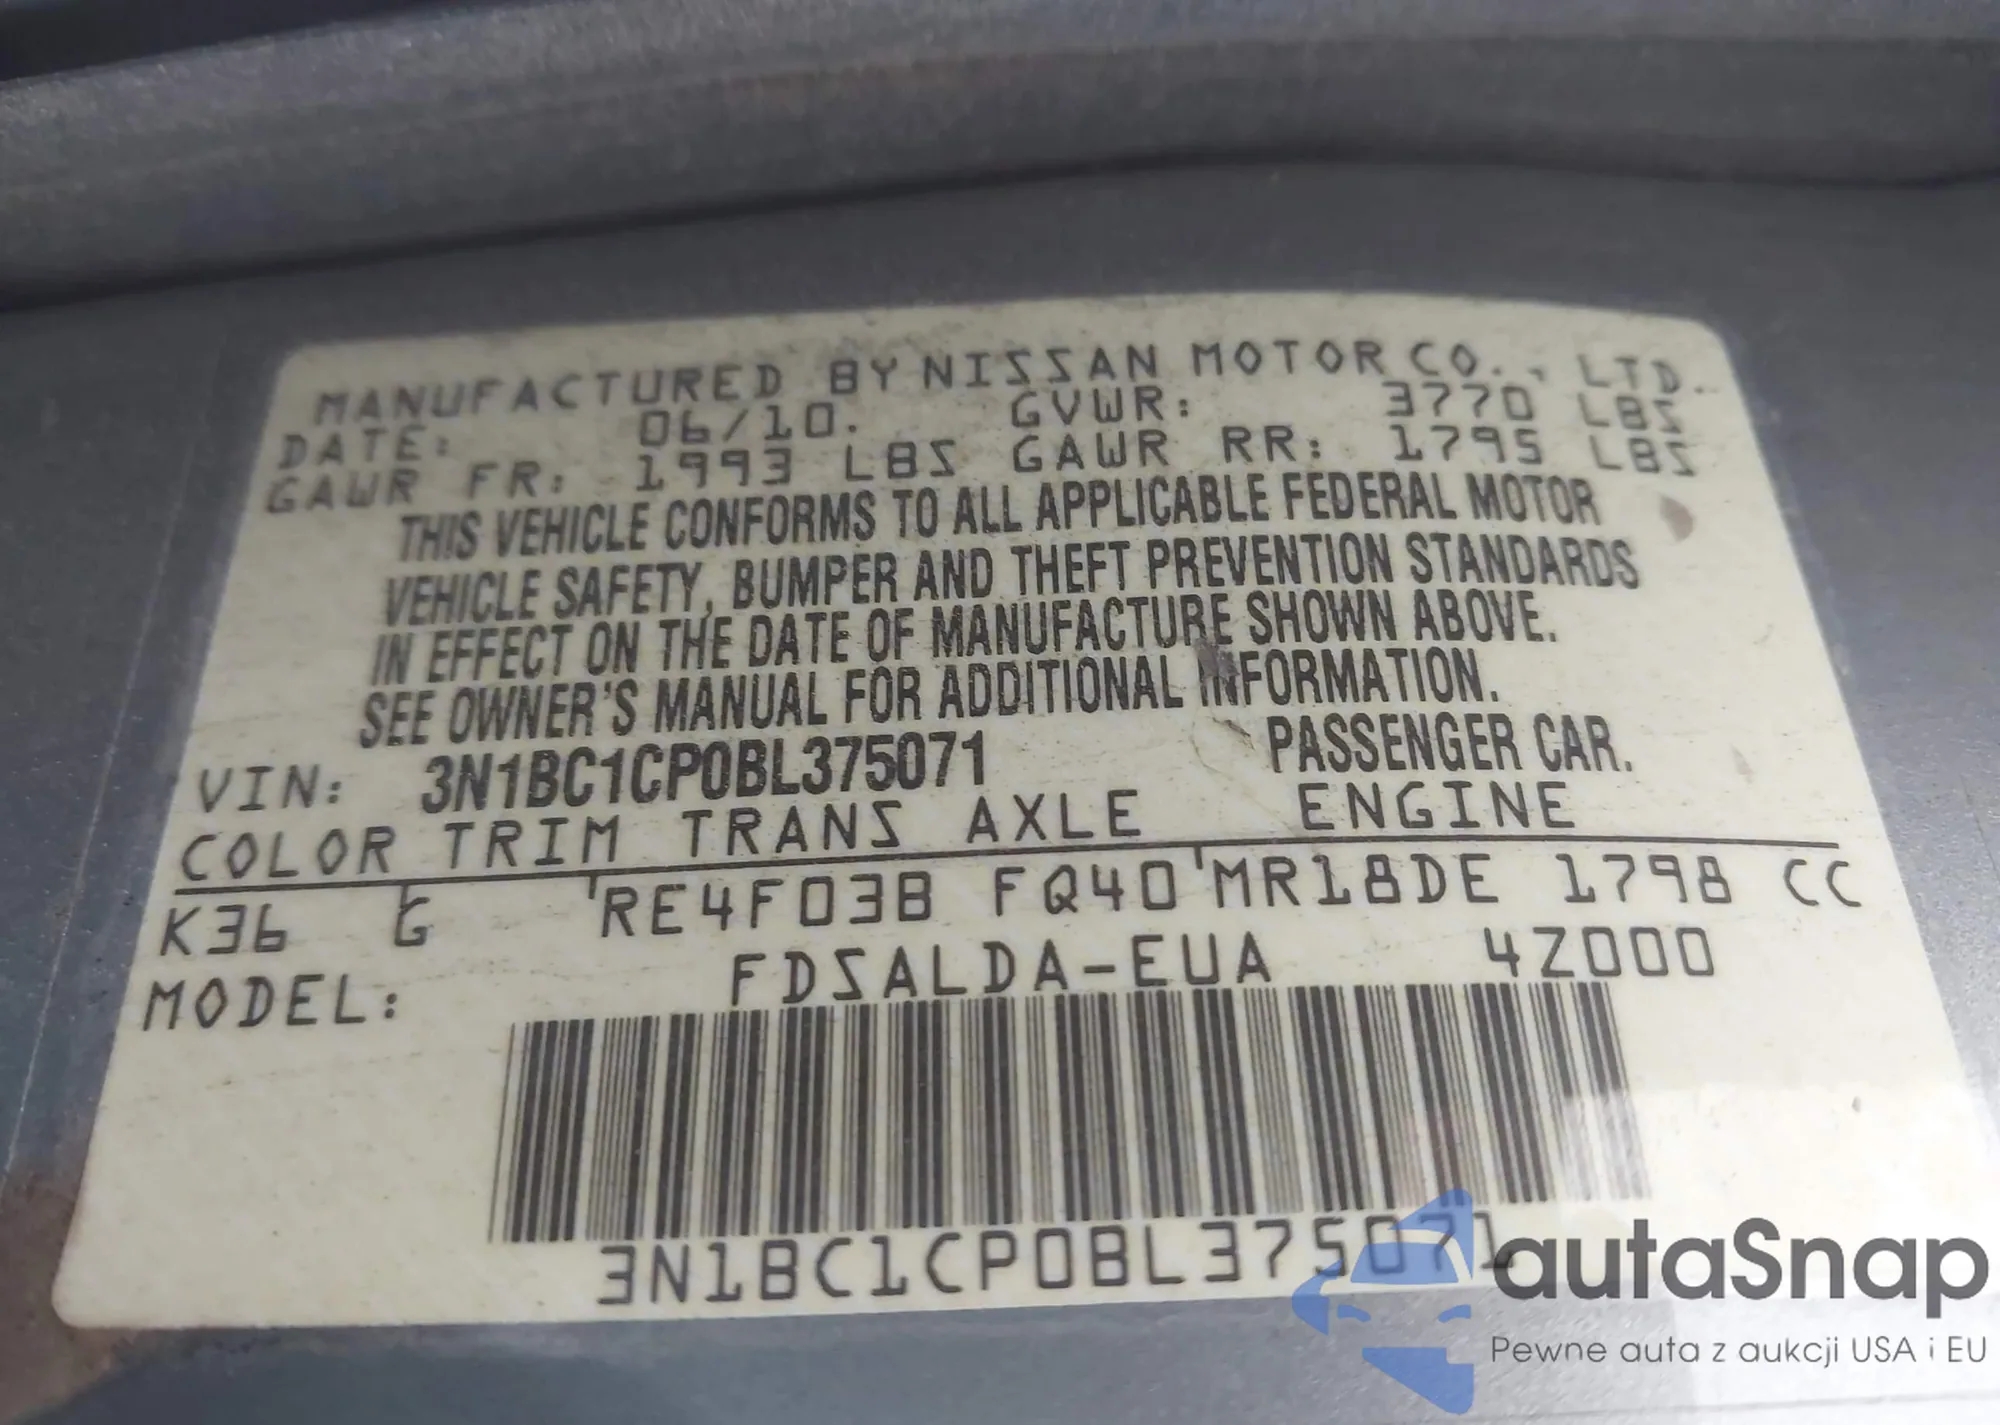 MANUFACTURED BY NISSAN MOTOR CO., LTD.
DATE: 06/10. GVWR: 3770 LBS
GAWR FR: 1993 LBS GAWR RR: 1795 LBS
THIS VEHICLE CONFORMS TO ALL APPLICABLE FEDERAL MOTOR
VEHICLE SAFETY, BUMPER AND THEFT PREVENTION STANDARDS
IN EFFECT ON THE DATE OF MANUFACTURE SHOWN ABOVE.
SEE OWNER'S MANUAL FOR ADDITIONAL INFORMATION.
VIN: 3N1BC1CP0BL375071 PASSENGER CAR.
COLOR TRIM TRANS AXLE ENGINE
K36 G RE4F03B FQ40 MR18DE 1798 CC
MODEL: FDSALDA-EUA 4Z000
3N1BC1CP0BL375071
autaSnap
Pewne auta z aukcji USA i EU